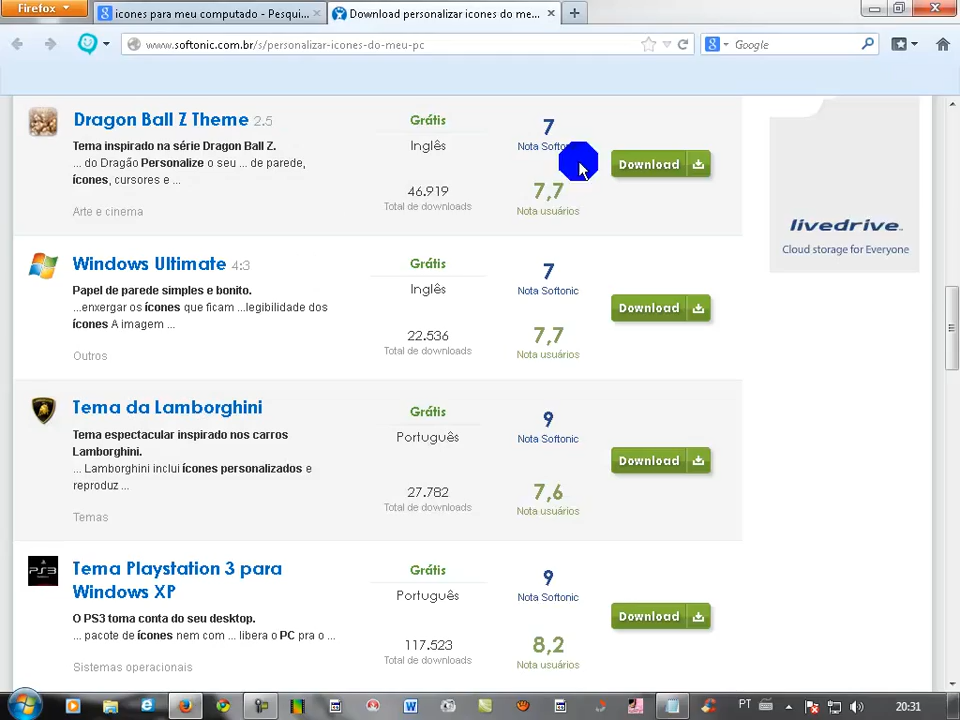 Firefox
icones para meu computado - Pesqui...
Download personalizar icones do me...
www.softonic.com.br/s/personalizar-icones-do-meu-pc
Google
Dragon Ball Z Theme 2.5
Tema inspirado na série Dragon Ball Z.
... do Dragão Personalize o seu ... de parede,
ícones, cursores e ...
Arte e cinema
Grátis
Inglês
46.919
Total de downloads
7
Nota
7,7
Nota usuários
Download
Windows Ultimate 4:3
Papel de parede simples e bonito.
...enxergar os ícones que ficam ...legibilidade dos
ícones A imagem ...
Outros
Grátis
Inglês
22.536
Total de downloads
7
Nota Softonic
7,7
Nota usuários
Download
Tema da Lamborghini
Tema espectacular inspirado nos carros
Lamborghini.
... Lamborghini inclui ícones personalizados e
reproduz ...
Temas
Grátis
Português
27.782
Total de downloads
9
Nota Softonic
7,6
Nota usuários
Download
PS3
Tema Playstation 3 para
Windows XP
O PS3 toma conta do seu desktop.
... pacote de ícones nem com ... libera o PC pra o ...
Sistemas operacionais
Grátis
Português
117.523
Total de downloads
9
Nota Softonic
8,2
Nota usuários
Download
livedrive
Cloud storage for Everyone
PT
20:31